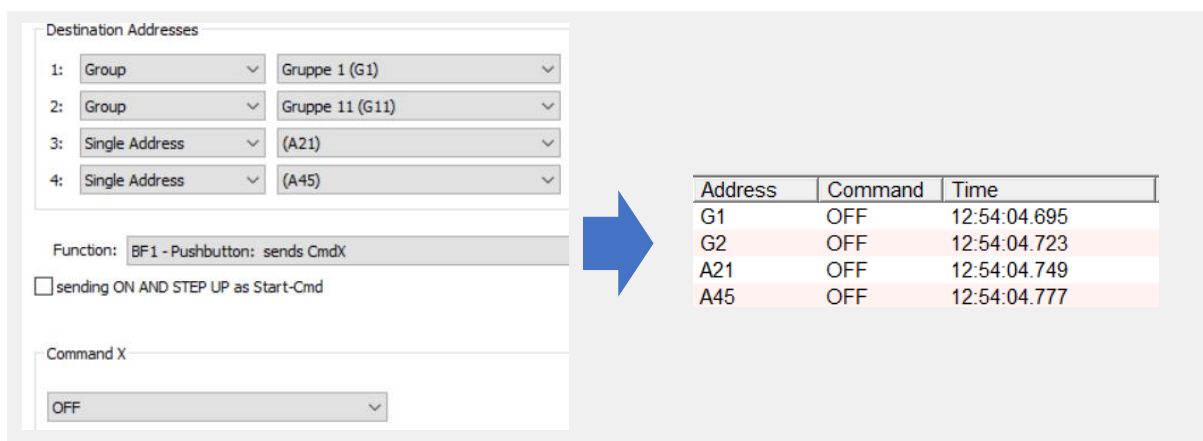 Destination Addresses
1: Group Gruppe 1 (G1)
2: Group Gruppe 11 (G11)
3: Single Address (A21)
4: Single Address (A45)
Function: BF1 - Pushbutton: sends CmdX
sending ON AND STEP UP as Start-Cmd
Command X
OFF
Address Command Time
G1 OFF 12:54:04.695
G2 OFF 12:54:04.723
A21 OFF 12:54:04.749
A45 OFF 12:54:04.777